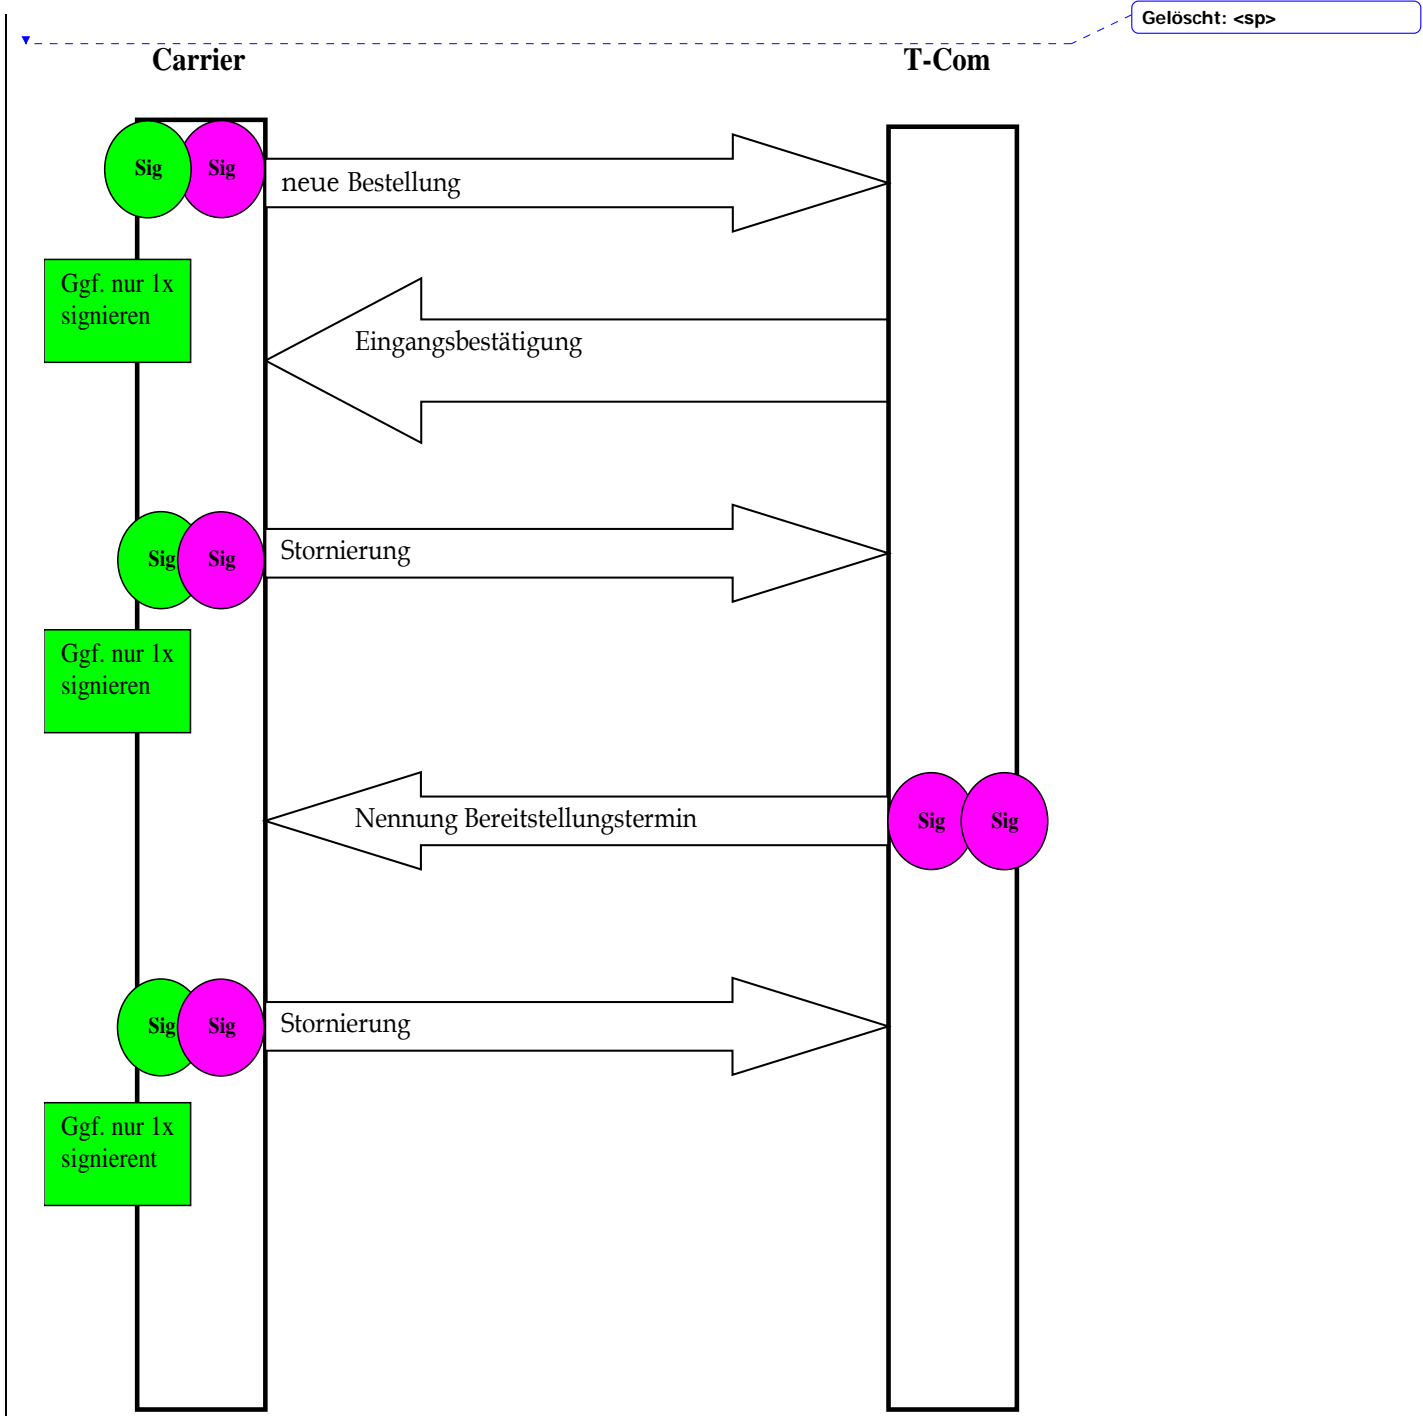 Gelöscht: <sp>
Carrier
T-Com
Sig
Sig
neue Bestellung
Ggf. nur 1x
signieren
Eingangsbestätigung
Sig
Sig
Stornierung
Ggf. nur 1x
signieren
Nennung Bereitstellungstermin
Sig
Sig
Sig
Sig
Stornierung
Ggf. nur 1x
signierent